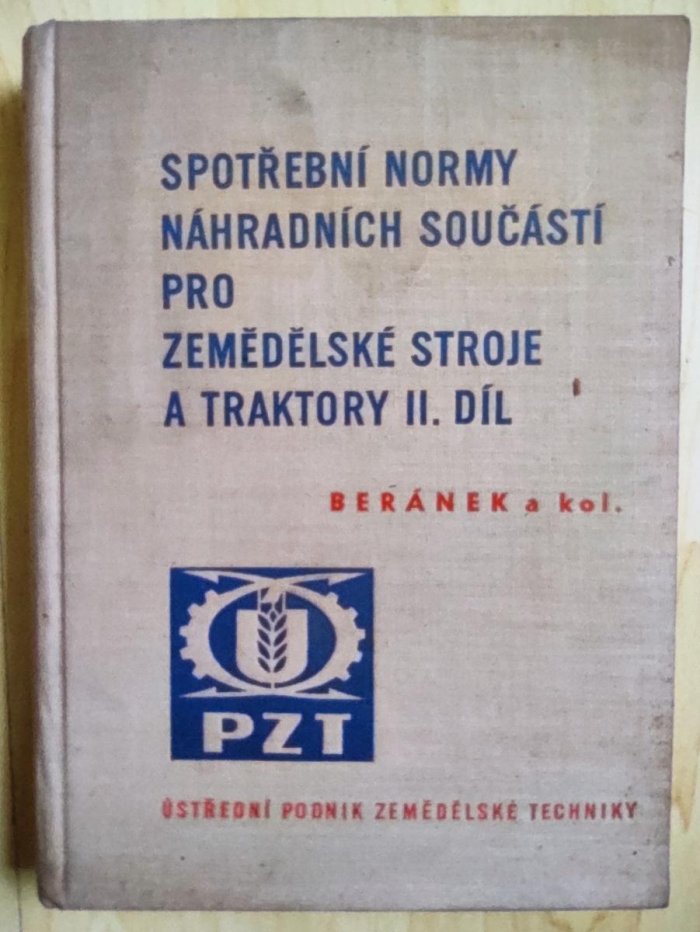 SPOTŘEBNÍ NORMY
NÁHRADNÍCH SOUČÁSTÍ
PRO
ZEMĚDĚLSKÉ STROJE
A TRAKTORY II. DÍL
BERÁNEK a kol.
U
PZT
ÚSTŘEDNÍ PODNIK ZEMĚDĚLSKÉ TECHNIKY